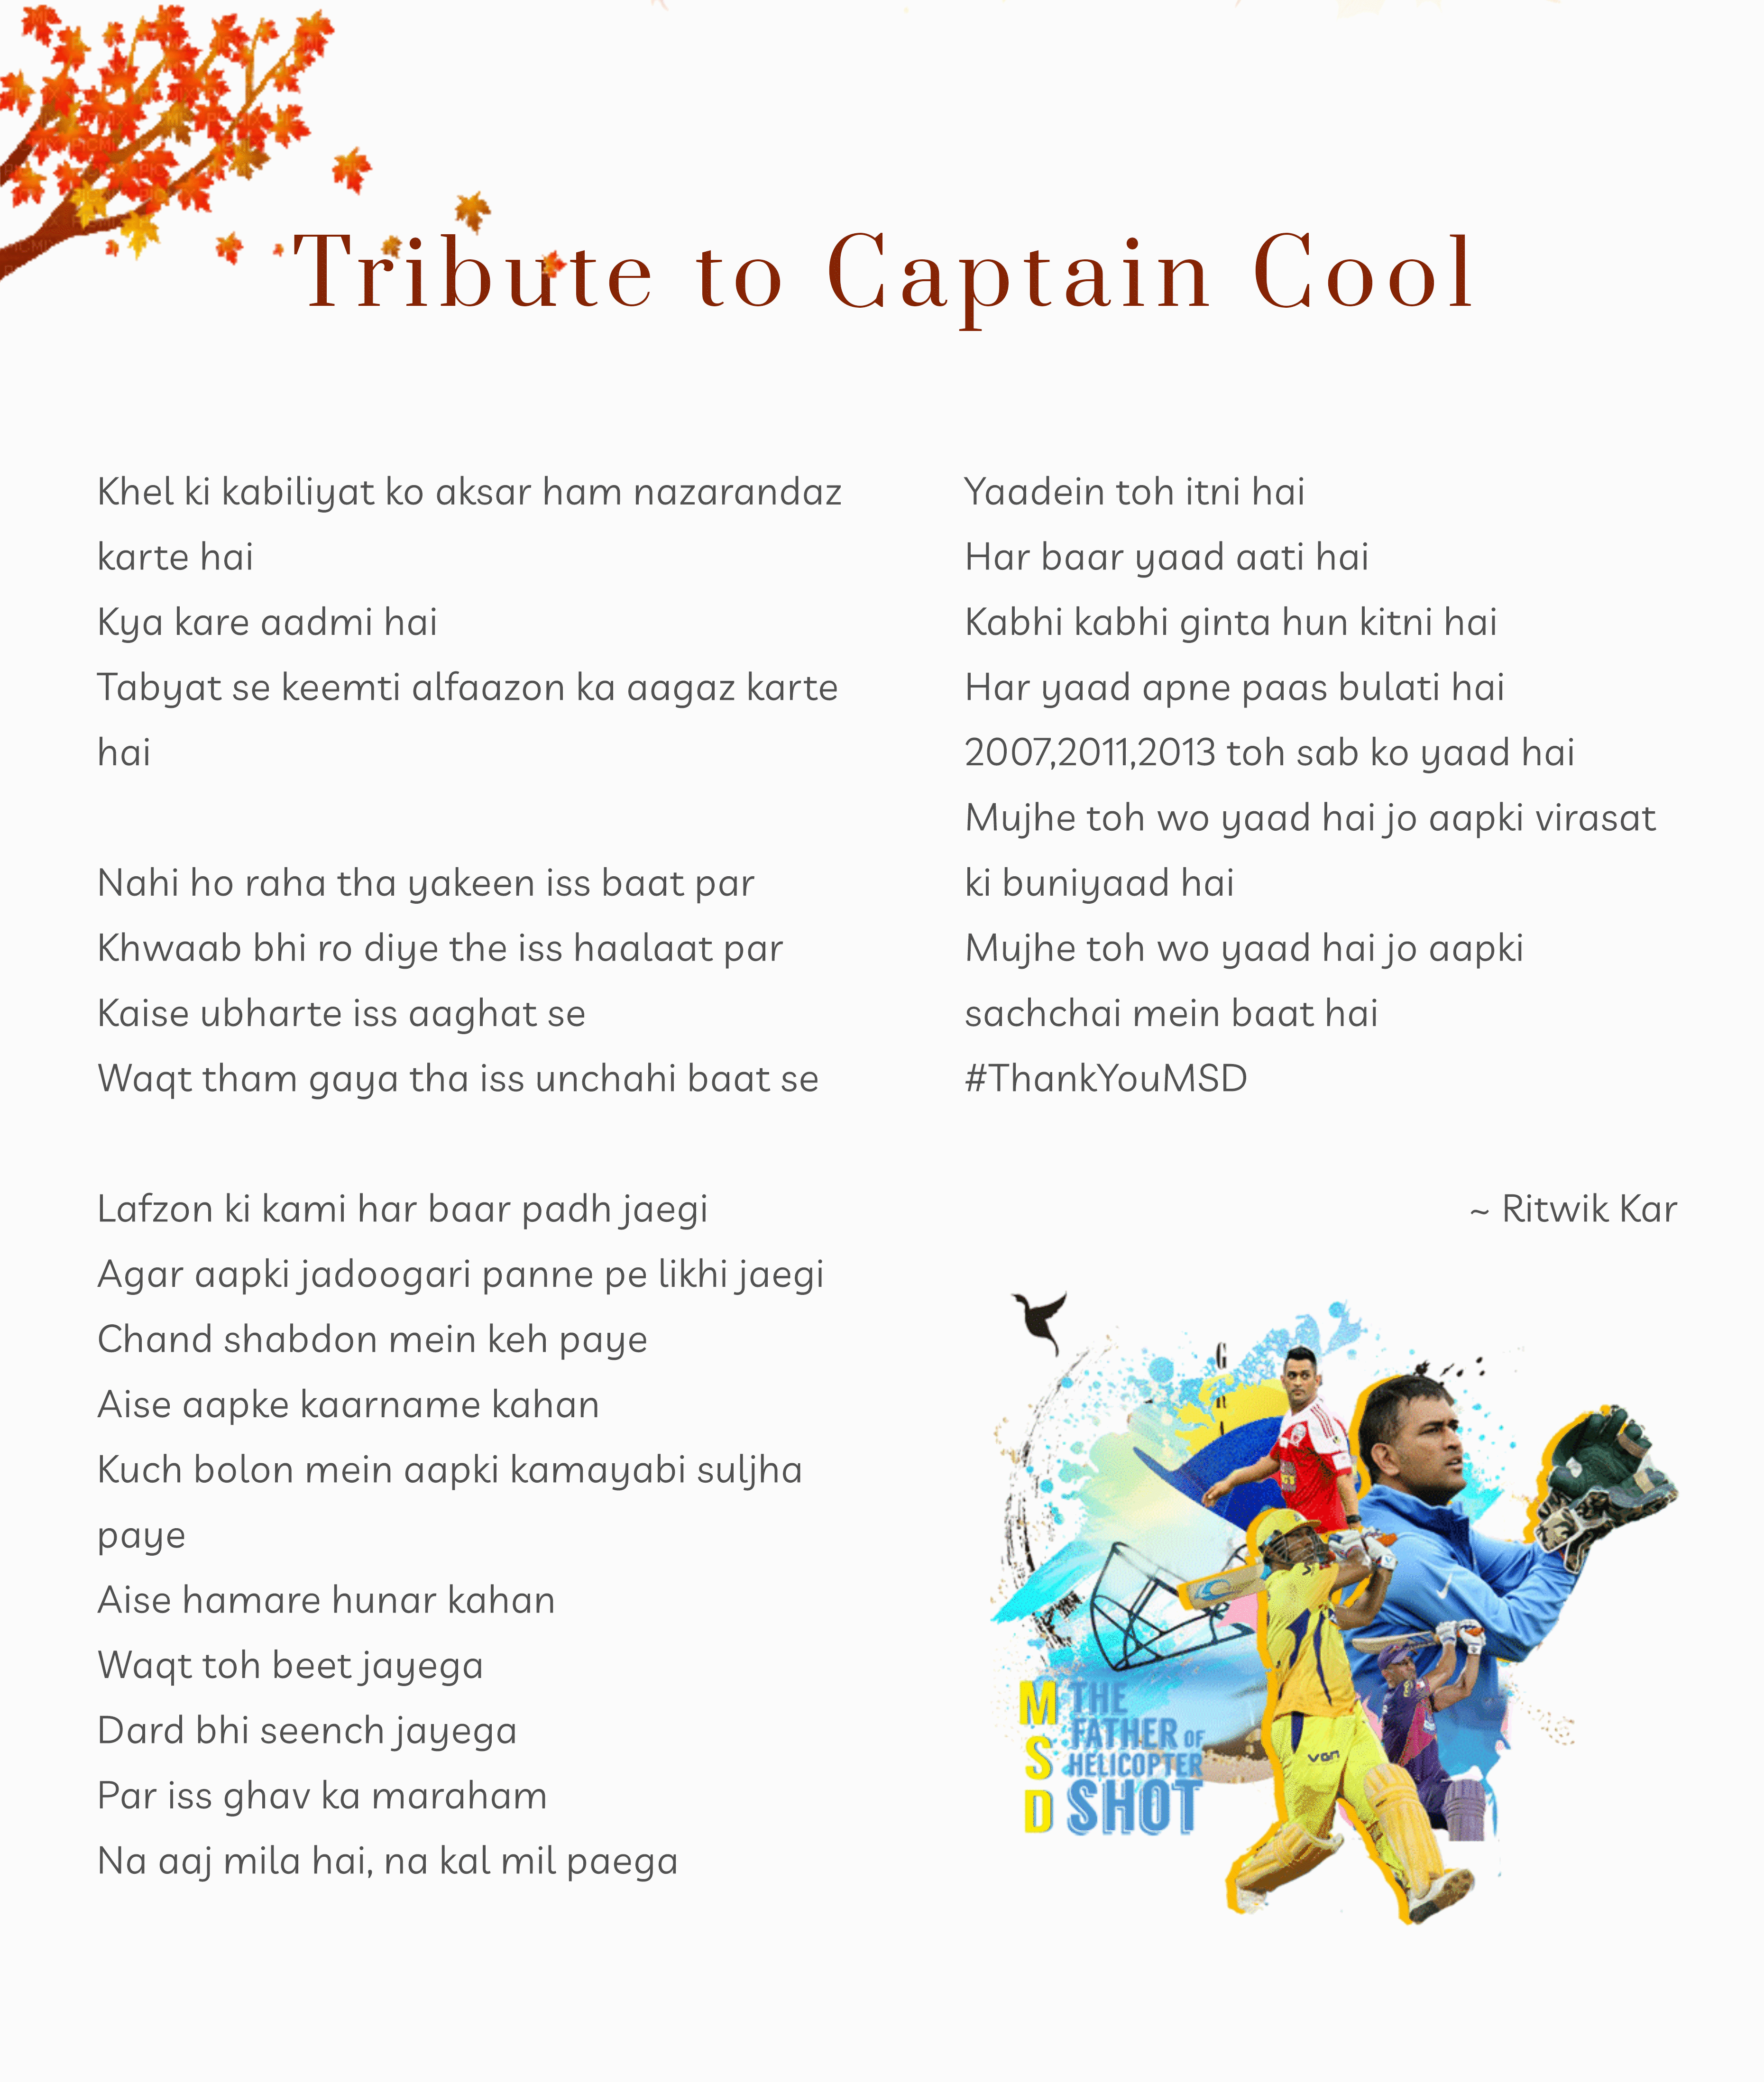 Tribute to Captain Cool
Khel ki kabiliyat ko aksar ham nazarandaz
karte hai
Kya kare aadmi hai
Tabyat se keemti alfaazon ka aagaz karte
hai
Nahi ho raha tha yakeen iss baat par
Khwaab bhi ro diye the iss haalaat par
Kaise ubharte iss aaghat se
Waqt tham gaya tha iss unchahi baat se
Lafzon ki kami har baar padh jaegi
Agar aapki jadoogari panne pe likhi jaegi
Chand shabdon mein keh paye
Aise aapke kaarname kahan
Kuch bolon mein aapki kamayabi suljha
paye
Aise hamare hunar kahan
Waqt toh beet jayega
Dard bhi seench jayega
Par iss ghav ka maraham
Na aaj mila hai, na kal mil paega
Yaadein toh itni hai
Har baar yaad aati hai
Kabhi kabhi ginta hun kitni hai
Har yaad apne paas bulati hai
2007,2011,2013 toh sab ko yaad hai
Mujhe toh wo yaad hai jo aapki virasat
ki buniyaad hai
Mujhe toh wo yaad hai jo aapki
sachchai mein baat hai
#ThankYouMSD
~ Ritwik Kar
MSD
THE
FATHER OF
HELICOPTER
SHOT
VGN